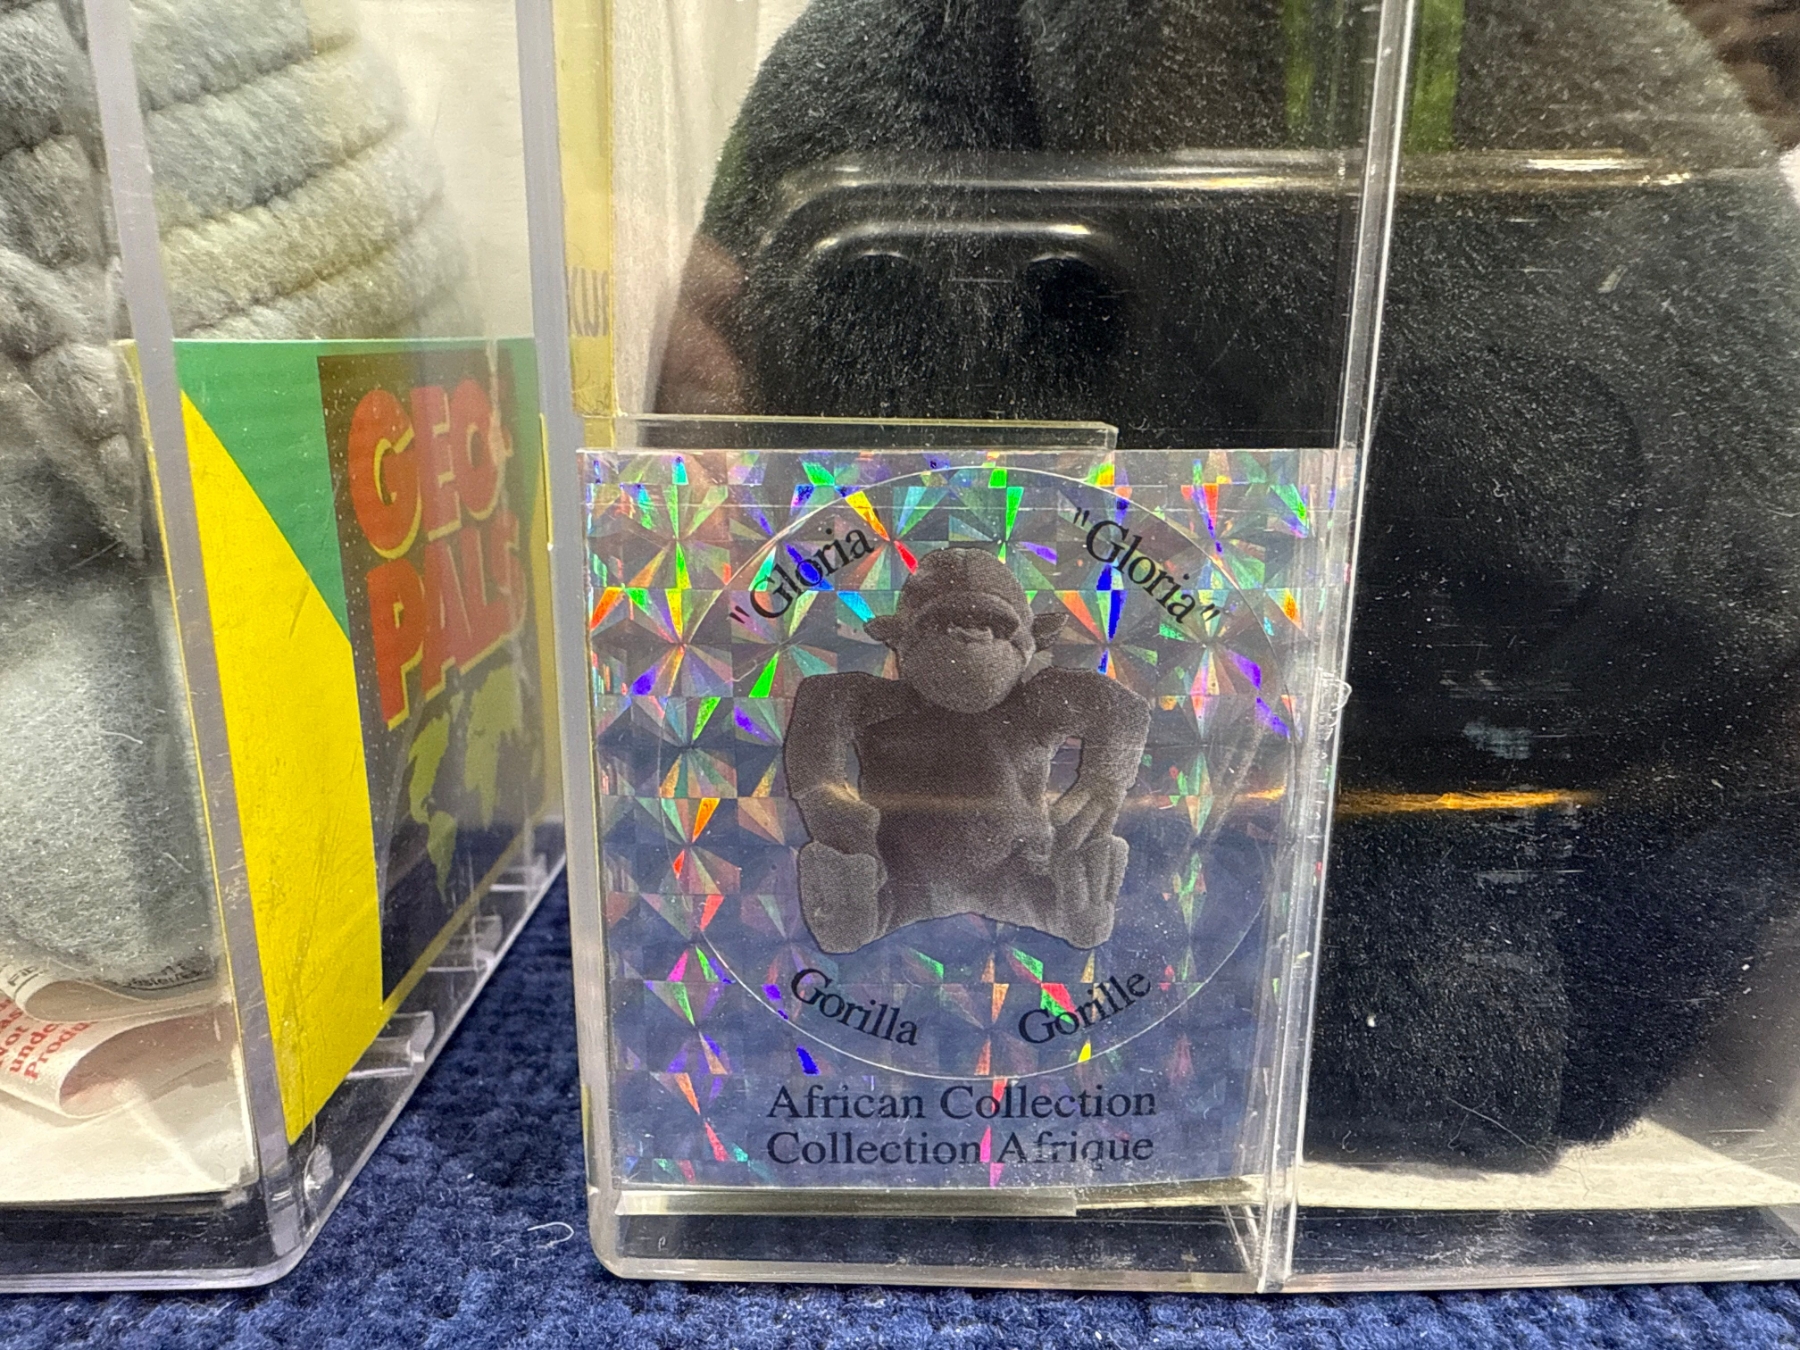 GEO
PALS
"Gloria "Gloria"
Gorilla Gorille
African Collection
Collection Afrique